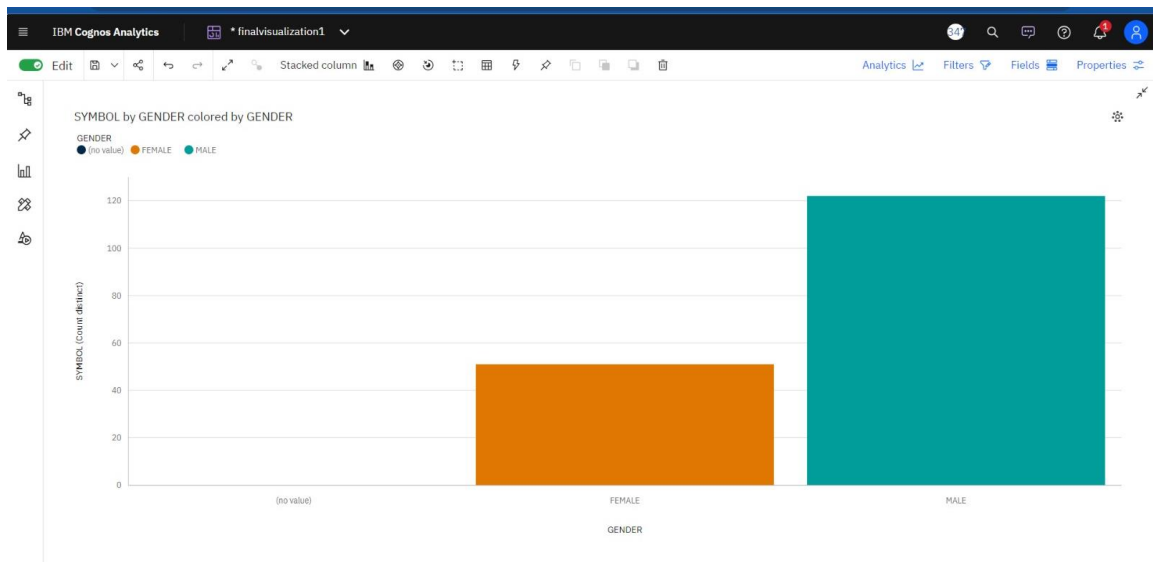 IBM Cognos Analytics
* finalvisualization1
34'
1
Edit
Stacked column
Analytics
Filters
Fields
Properties
SYMBOL by GENDER colored by GENDER
GENDER
(no value) FEMALE MALE
SYMBOL (Count distinct)
120
100
80
60
40
20
0
(no value) FEMALE MALE
GENDER